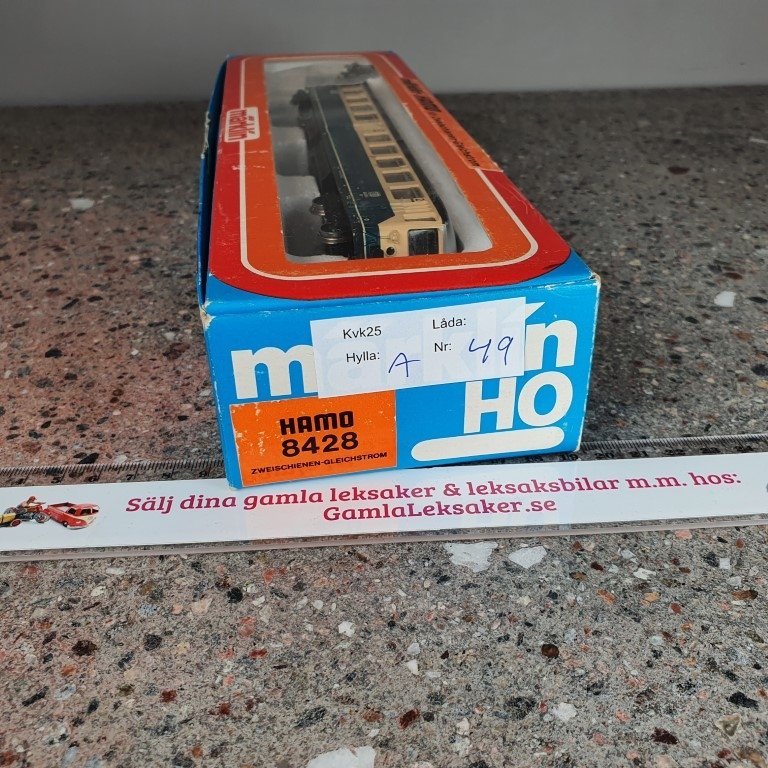 märklin
Kvk25 Låda:
Hylla: A Nr: 49
märklin
HO
HAMO
8428
ZWEISCHIENEN-GLEICHSTROM
Sälj dina gamla leksaker & leksaksbilar m.m. hos:
GamlaLeksaker.se